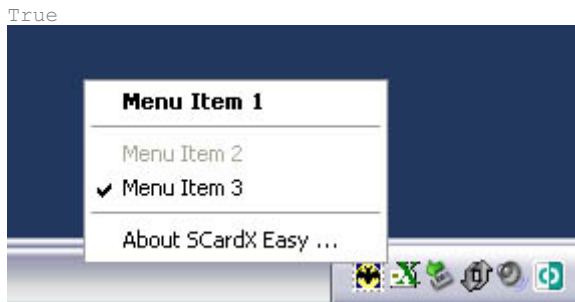 True
Menu Item 1
Menu Item 2
Menu Item 3
About SCardX Easy ...